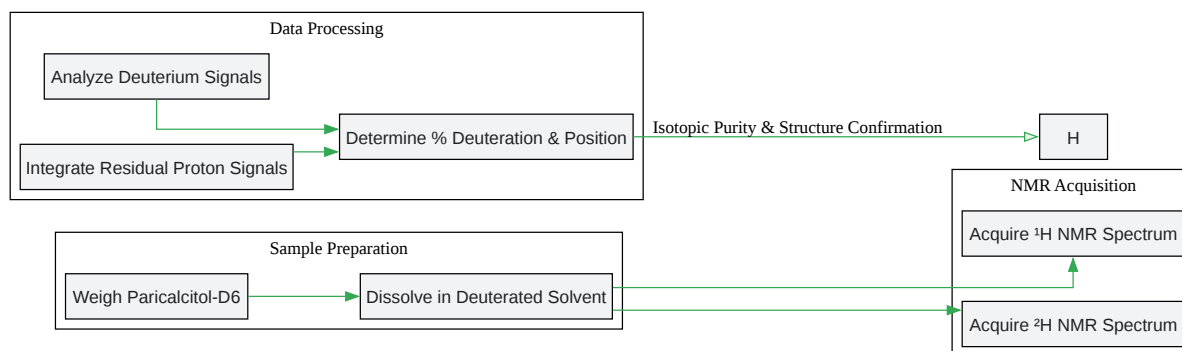 Data Processing
Analyze Deuterium Signals
Determine % Deuteration & Position
Isotopic Purity & Structure Confirmation
H
Integrate Residual Proton Signals
NMR Acquisition
Acquire ¹H NMR Spectrum
Sample Preparation
Weigh Paricalcitol-D6
Dissolve in Deuterated Solvent
Acquire ²H NMR Spectrum